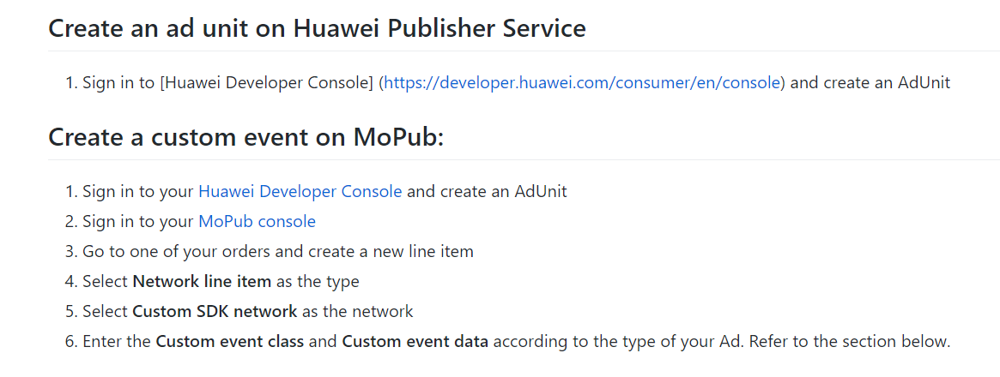 Create an ad unit on Huawei Publisher Service
1. Sign in to [Huawei Developer Console] (https://developer.huawei.com/consumer/en/console) and create an AdUnit
Create a custom event on MoPub:
1. Sign in to your Huawei Developer Console and create an AdUnit
2. Sign in to your MoPub console
3. Go to one of your orders and create a new line item
4. Select Network line item as the type
5. Select Custom SDK network as the network
6. Enter the Custom event class and Custom event data according to the type of your Ad. Refer to the section below.